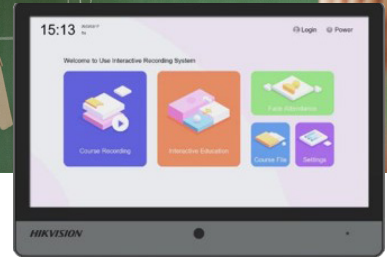 15:13
Login Power
Welcome to Use Interactive Recording System
Course Recording
Interactive Education
Face Attendance
Course File
Settings
HIKVISION